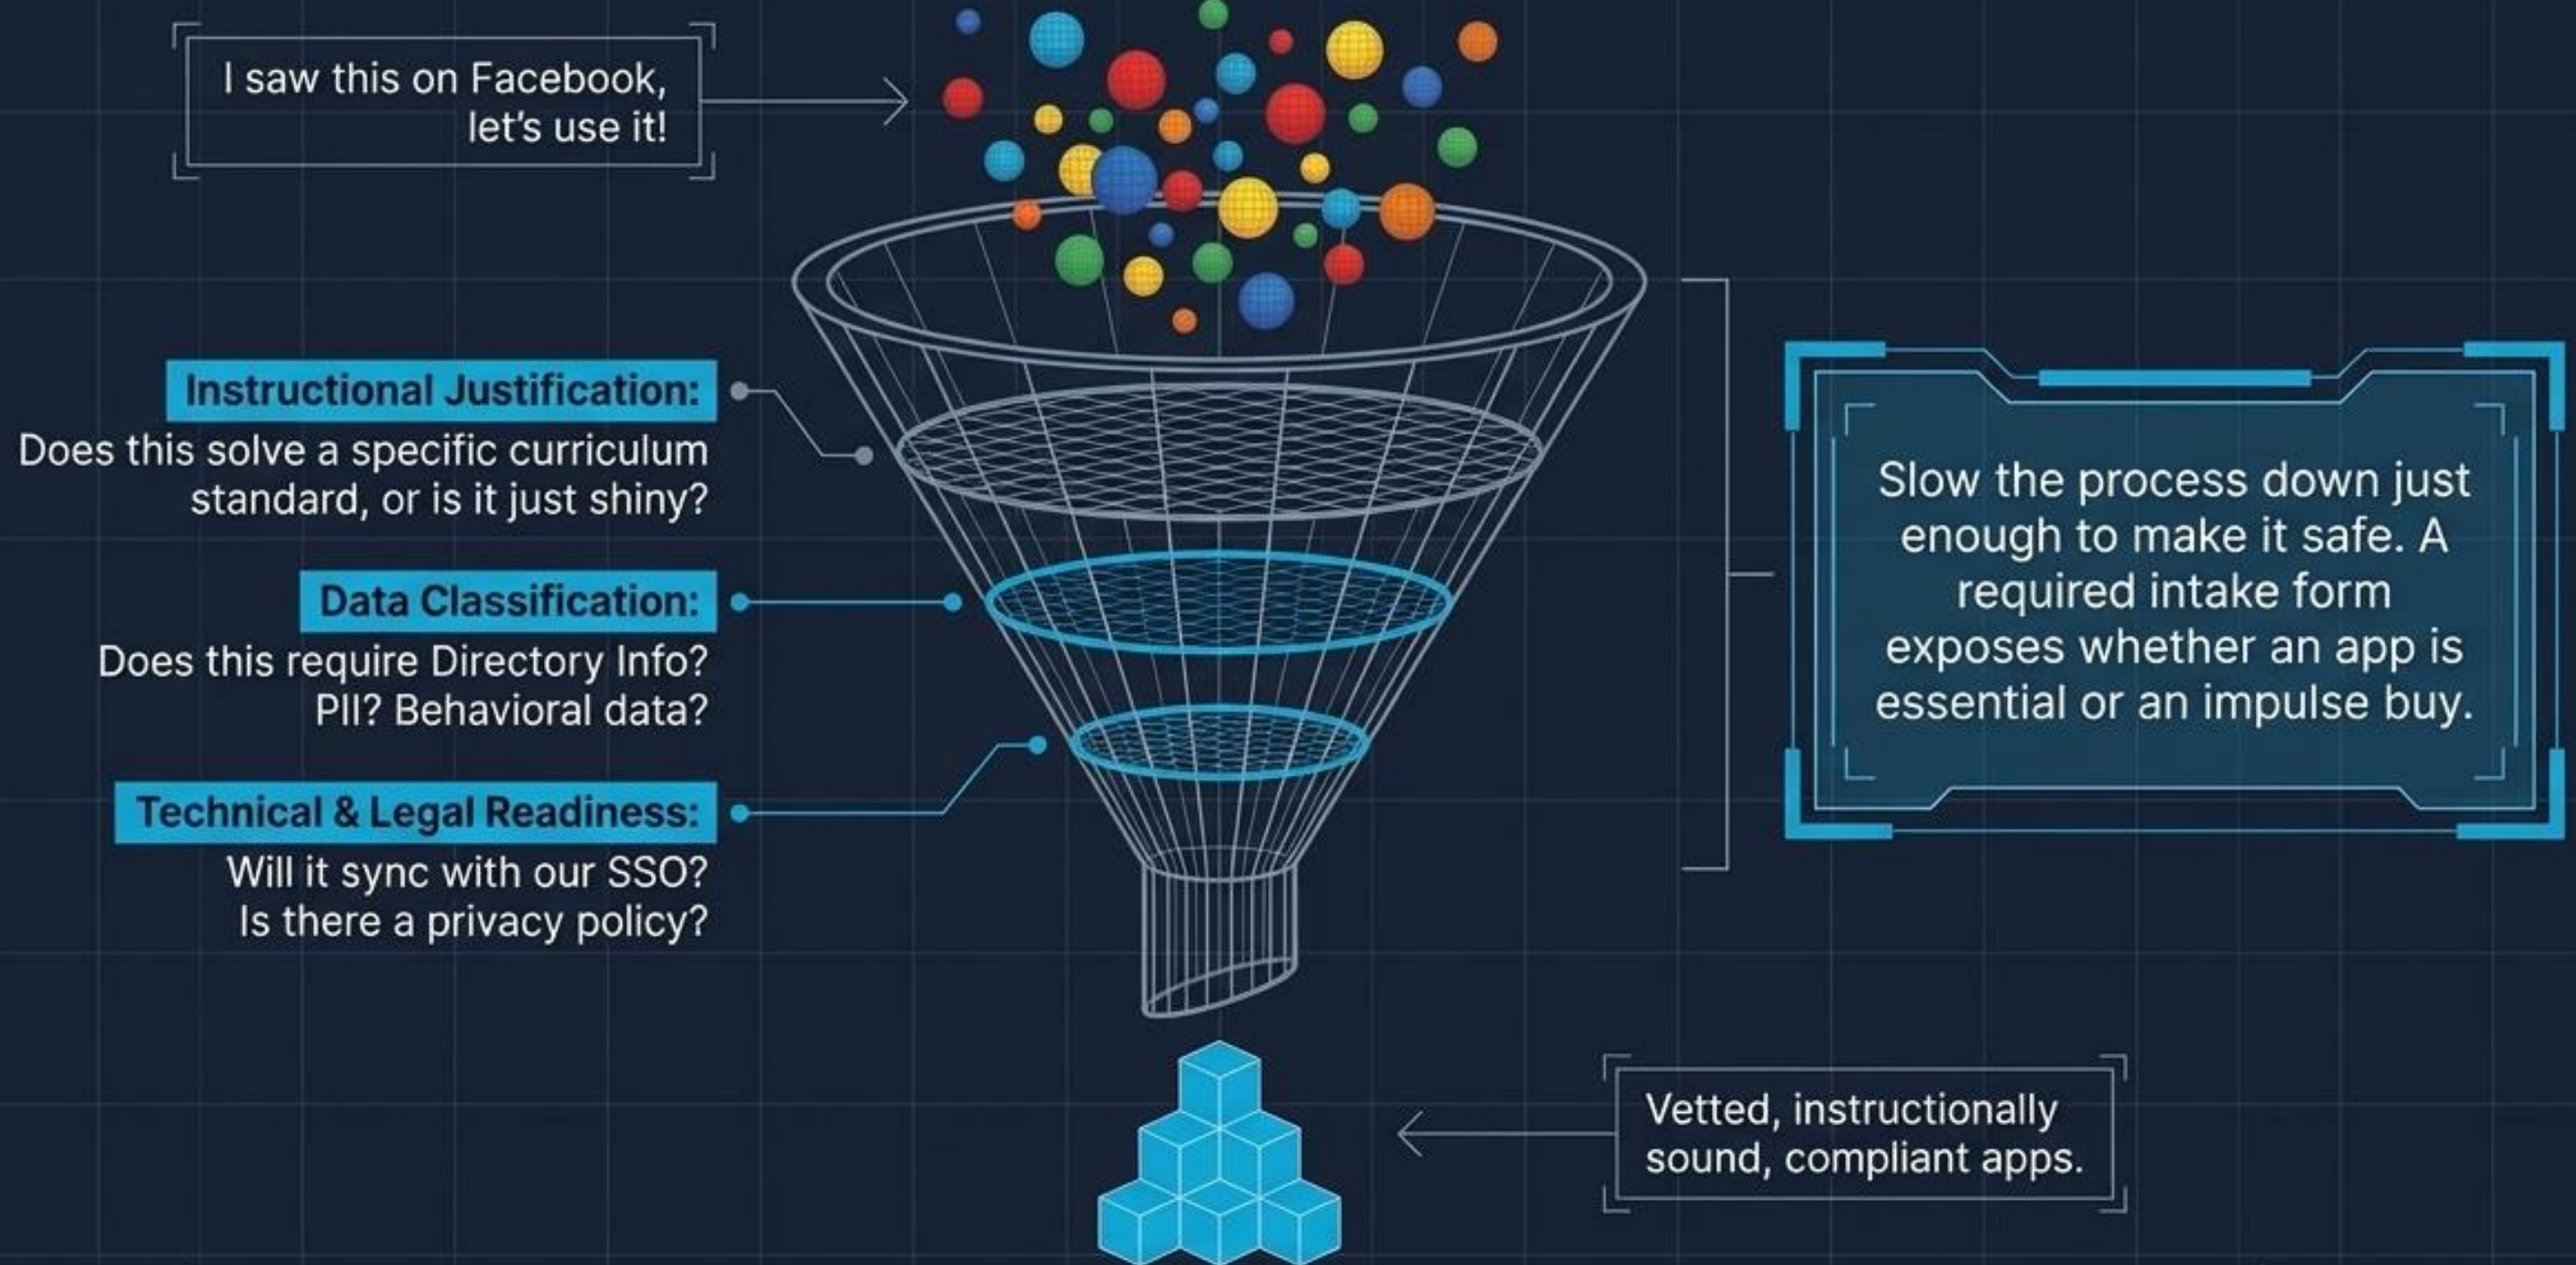 I saw this on Facebook,
let’s use it!
Instructional Justification:
Does this solve a specific curriculum
standard, or is it just shiny?
Data Classification:
Does this require Directory Info?
PII? Behavioral data?
Technical & Legal Readiness:
Will it sync with our SSO?
Is there a privacy policy?
Slow the process down just
enough to make it safe. A
required intake form
exposes whether an app is
essential or an impulse buy.
Vetted, instructionally
sound, compliant apps.